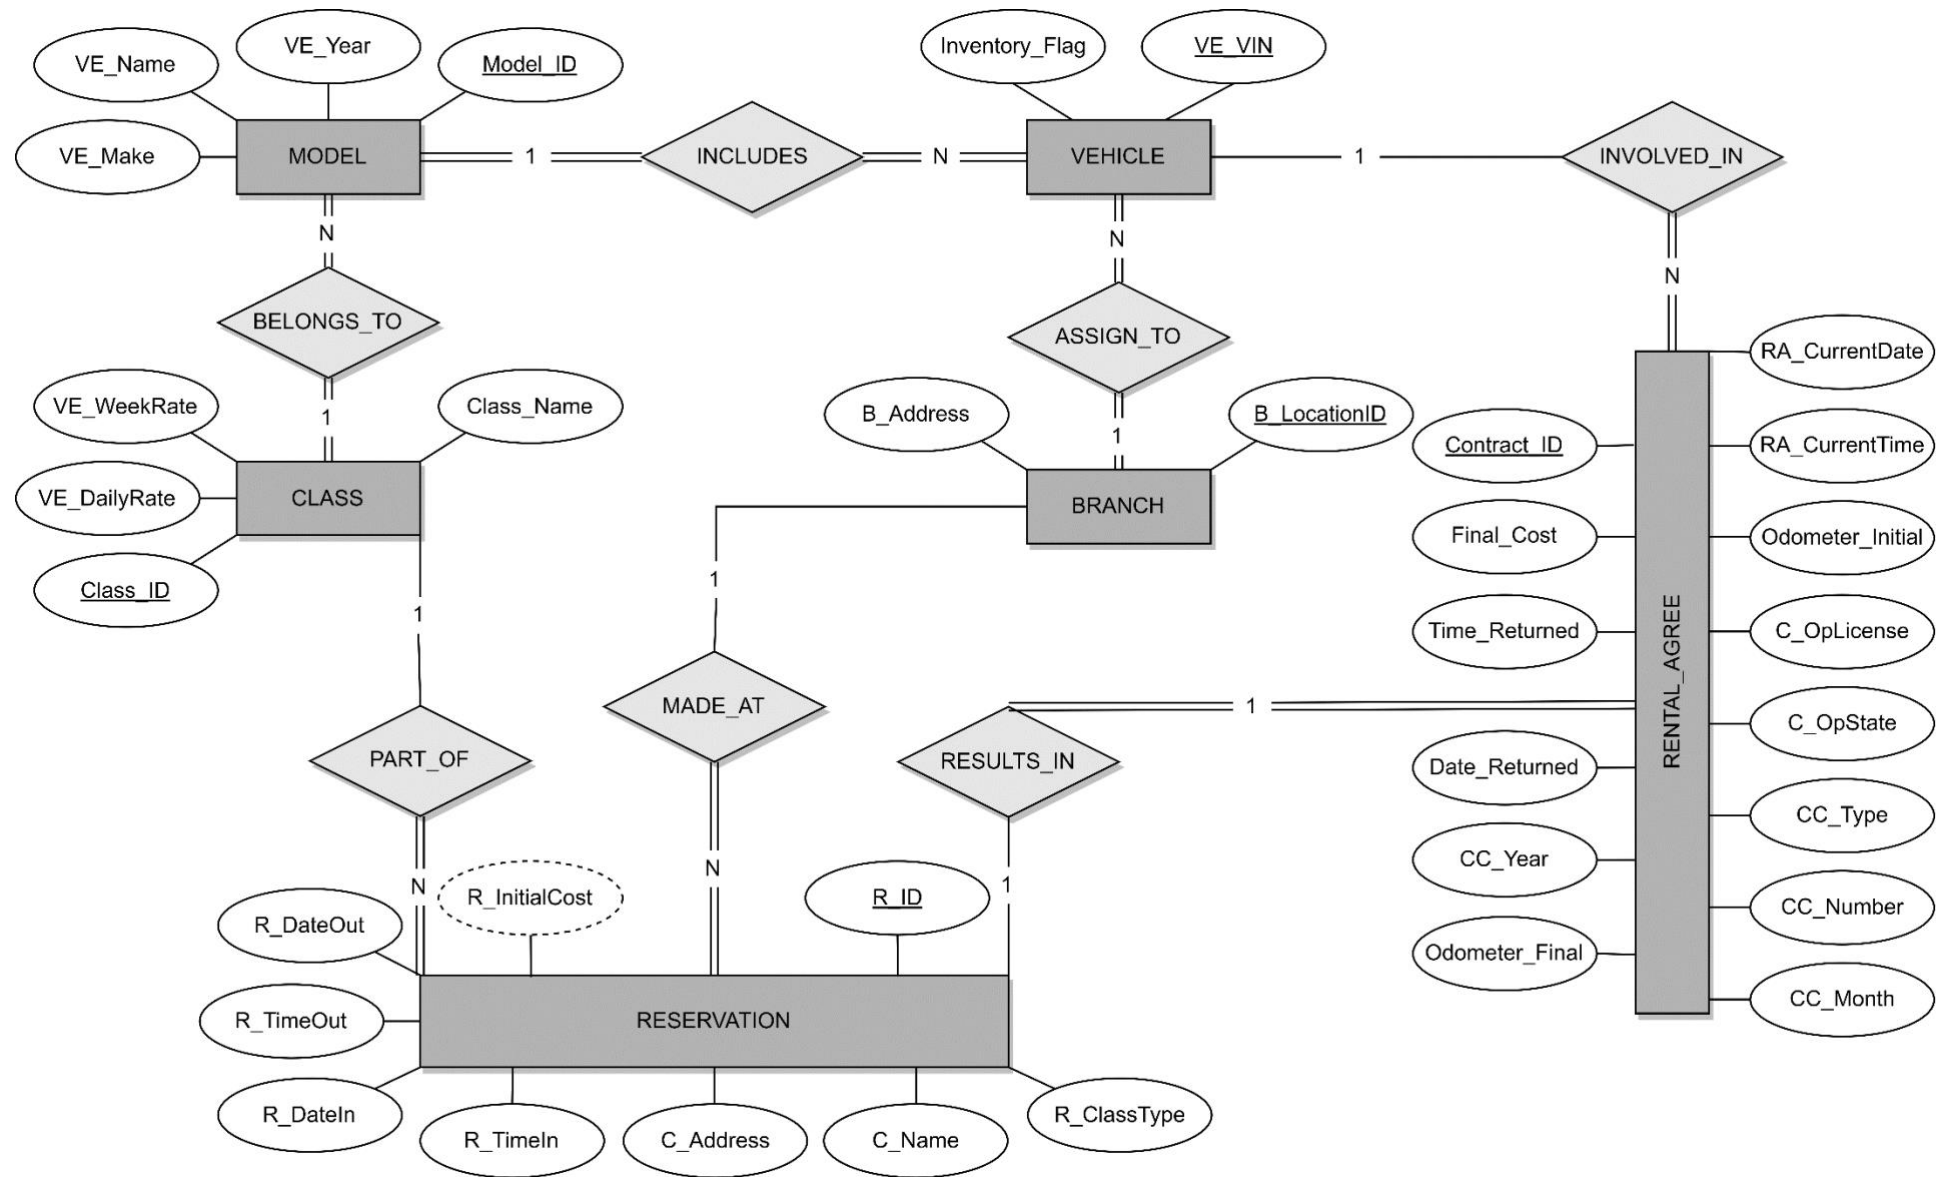 VE_Name
VE_Year
Model_ID
Inventory_Flag
VE_VIN
VE_Make
MODEL
1
INCLUDES
N
VEHICLE
1
INVOLVED_IN
N
N
N
BELONGS_TO
ASSIGN_TO
RA_CurrentDate
VE_WeekRate
1
Class_Name
B_Address
1
B_LocationID
Contract_ID
RA_CurrentTime
VE_DailyRate
CLASS
BRANCH
Final_Cost
Odometer_Initial
Class_ID
1
1
Time_Returned
C_OpLicense
RENTAL_AGREE
MADE_AT
1
C_OpState
PART_OF
RESULTS_IN
Date_Returned
CC_Type
N
R_InitialCost
N
R_ID
1
CC_Year
CC_Number
R_DateOut
Odometer_Final
CC_Month
R_TimeOut
RESERVATION
R_DateIn
R_TimeIn
C_Address
C_Name
R_ClassType